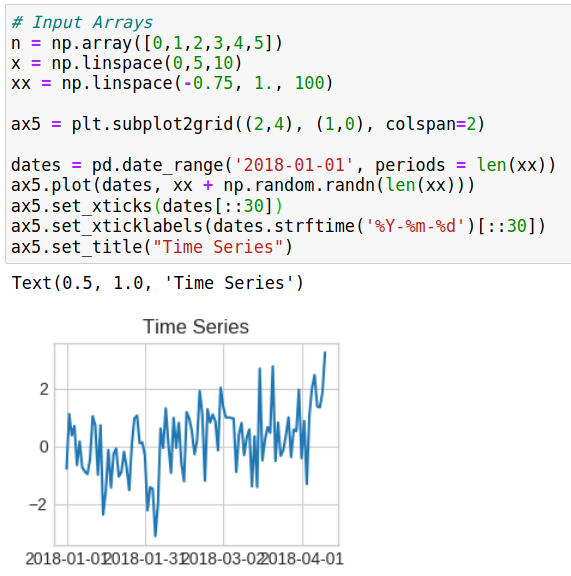 # Input Arrays
n = np.array([0,1,2,3,4,5])
x = np.linspace(0,5,10)
xx = np.linspace(-0.75, 1., 100)
ax5 = plt.subplot2grid((2,4), (1,0), colspan=2)
dates = pd.date_range('2018-01-01', periods = len(xx))
ax5.plot(dates, xx + np.random.randn(len(xx)))
ax5.set_xticks(dates[::30])
ax5.set_xticklabels(dates.strftime('%Y-%m-%d')[::30])
ax5.set_title("Time Series")
Text(0.5, 1.0, 'Time Series')
Time Series
2
0
−2
2018-01-01 2018-01-31 2018-03-02 2018-04-01